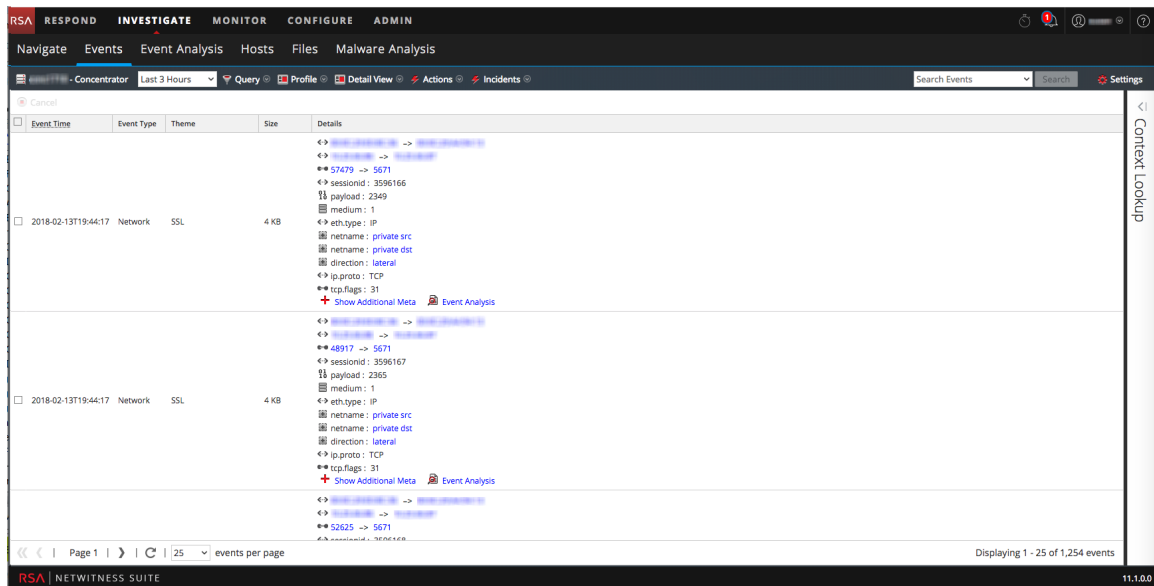 RSA RESPOND INVESTIGATE MONITOR CONFIGURE ADMIN 1
Navigate Events Event Analysis Hosts Files Malware Analysis
- Concentrator Last 3 Hours Query Profile Detail View Actions Incidents Search Events Search Settings
Cancel
Context Lookup
Event Time Event Type Theme Size Details
->
->
57479 -> 5671
sessionid : 3596166
payload : 2349
medium : 1
2018-02-13T19:44:17 Network SSL 4 KB eth.type : IP
netname : private src
netname : private dst
direction : lateral
ip.proto : TCP
tcp.flags : 31
Show Additional Meta Event Analysis
->
->
48917 -> 5671
sessionid : 3596167
payload : 2365
medium : 1
2018-02-13T19:44:17 Network SSL 4 KB eth.type : IP
netname : private src
netname : private dst
direction : lateral
ip.proto : TCP
tcp.flags : 31
Show Additional Meta Event Analysis
->
->
52625 -> 5671
Page 1 25 events per page Displaying 1 - 25 of 1,254 events
RSA NETWITNESS SUITE 11.1.0.0